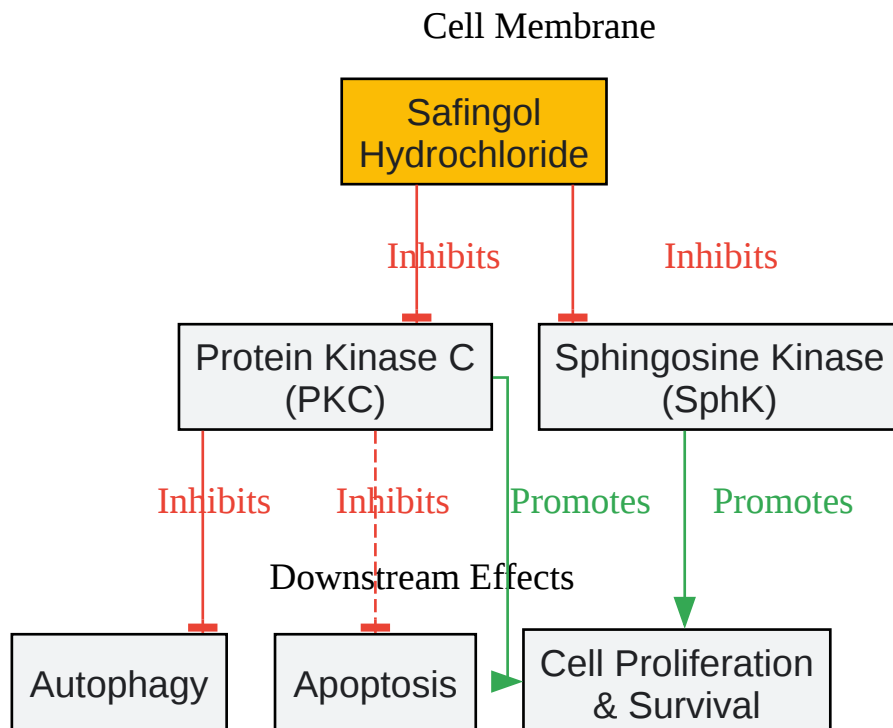 Cell Membrane
Safingol
Hydrochloride
Inhibits
Inhibits
Protein Kinase C
(PKC)
Sphingosine Kinase
(SphK)
Inhibits
Inhibits
Promotes
Promotes
Downstream Effects
Autophagy
Apoptosis
Cell Proliferation
& Survival